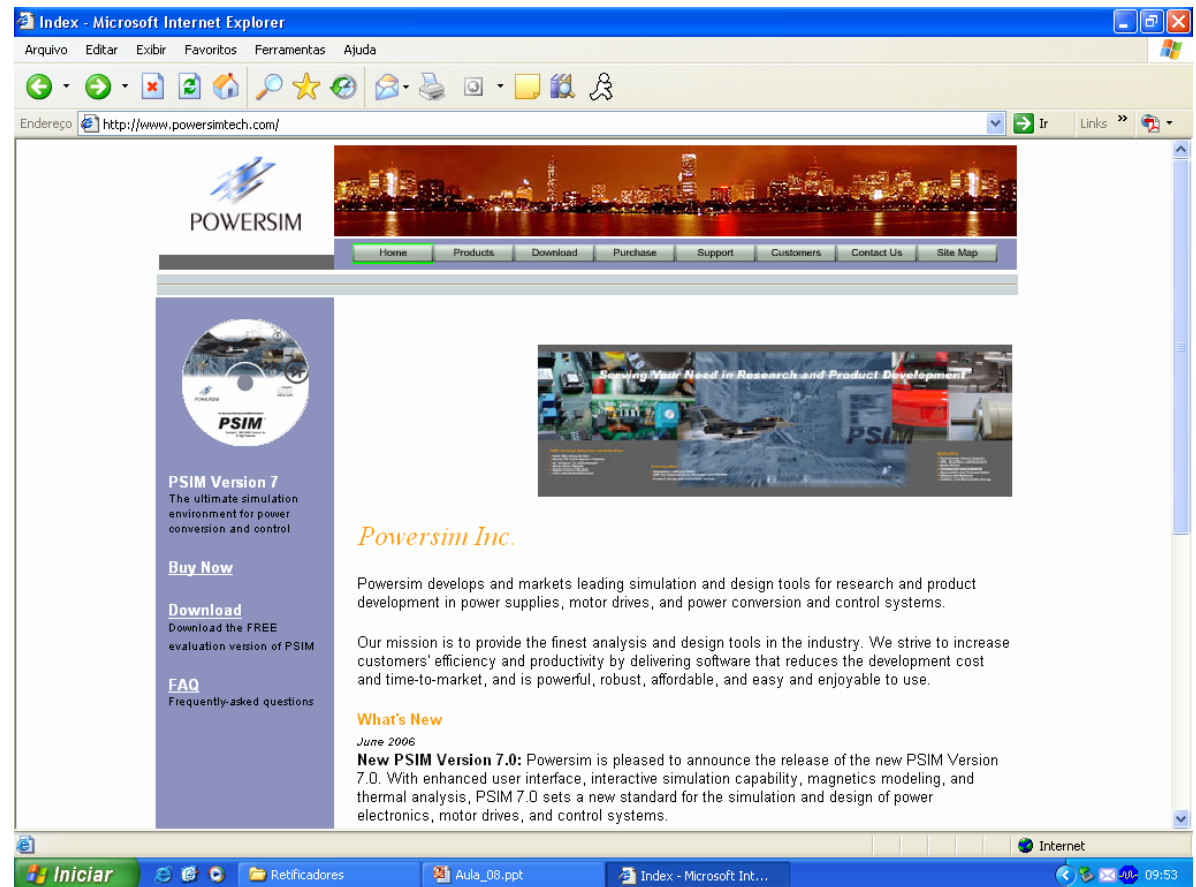 Index - Microsoft Internet Explorer
Arquivo Editar Exibir Favoritos Ferramentas Ajuda
Endereço http://www.powersimtech.com/ Ir Links »
POWERSIM
Home Products Download Purchase Support Customers Contact Us Site Map
Serving Your Need in Research and Product Development
PSIM
PSIM
PSIM Version 7
The ultimate simulation
environment for power
conversion and control
Buy Now
Download
Download the FREE
evaluation version of PSIM
FAQ
Frequently-asked questions
Powersim Inc.
Powersim develops and markets leading simulation and design tools for research and product
development in power supplies, motor drives, and power conversion and control systems.
Our mission is to provide the finest analysis and design tools in the industry. We strive to increase
customers' efficiency and productivity by delivering software that reduces the development cost
and time-to-market, and is powerful, robust, affordable, and easy and enjoyable to use.
What's New
June 2006
New PSIM Version 7.0: Powersim is pleased to announce the release of the new PSIM Version
7.0. With enhanced user interface, interactive simulation capability, magnetics modeling, and
thermal analysis, PSIM 7.0 sets a new standard for the simulation and design of power
electronics, motor drives, and control systems.
Internet
Iniciar Retificadores Aula_08.ppt Index - Microsoft Int... 09:53